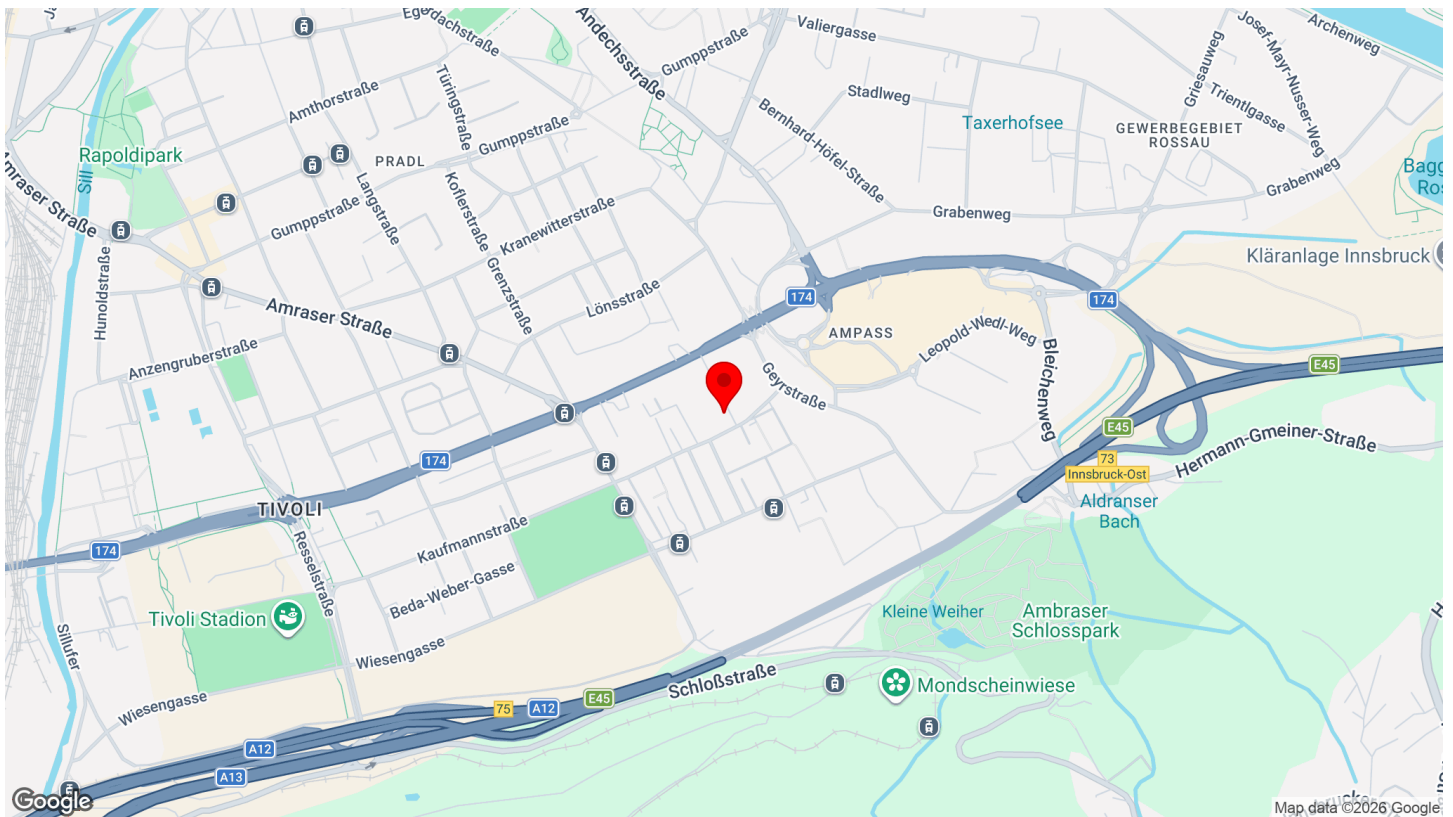 Valiergasse
Archenweg
Andechsstraße
Gumppstraße
Josef-Mayr-Nusser-Weg
Griesauweg
Stadlweg
Trientlgasse
Amthorstraße
Türingstraße
Bernhard-Höfel-Straße
Taxerhofsee
GEWERBEGEBIET
ROSSAU
Gumppstraße
Rapoldipark
PRADL
Sill
Amraser Straße
Langstraße
Koflerstraße
Grabenweg
Gumppstraße
Kranewitterstraße
Grabenweg
Humoldstraße
Grenzstraße
Kläranlage Innsbruck
Lönsstraße
174
174
Amraser Straße
AMPASS
Leopold-Wedl-Weg
Anzengruberstraße
Bleichenweg
E45
Geyrstraße
E45
Hermann-Gmeiner-Straße
174
73
Innsbruck-Ost
TIVOLI
Aldranser
Bach
Kaufmannstraße
174
Resselstraße
Beda-Weber-Gasse
Tivoli Stadion
Kleine Weiher
Ambraser
Schlosspark
Sillufer
Wiesengasse
Schloßstraße
Mondscheinwiese
E45
Wiesengasse
75
A12
A12
A13
Google
Map data ©2026 Google